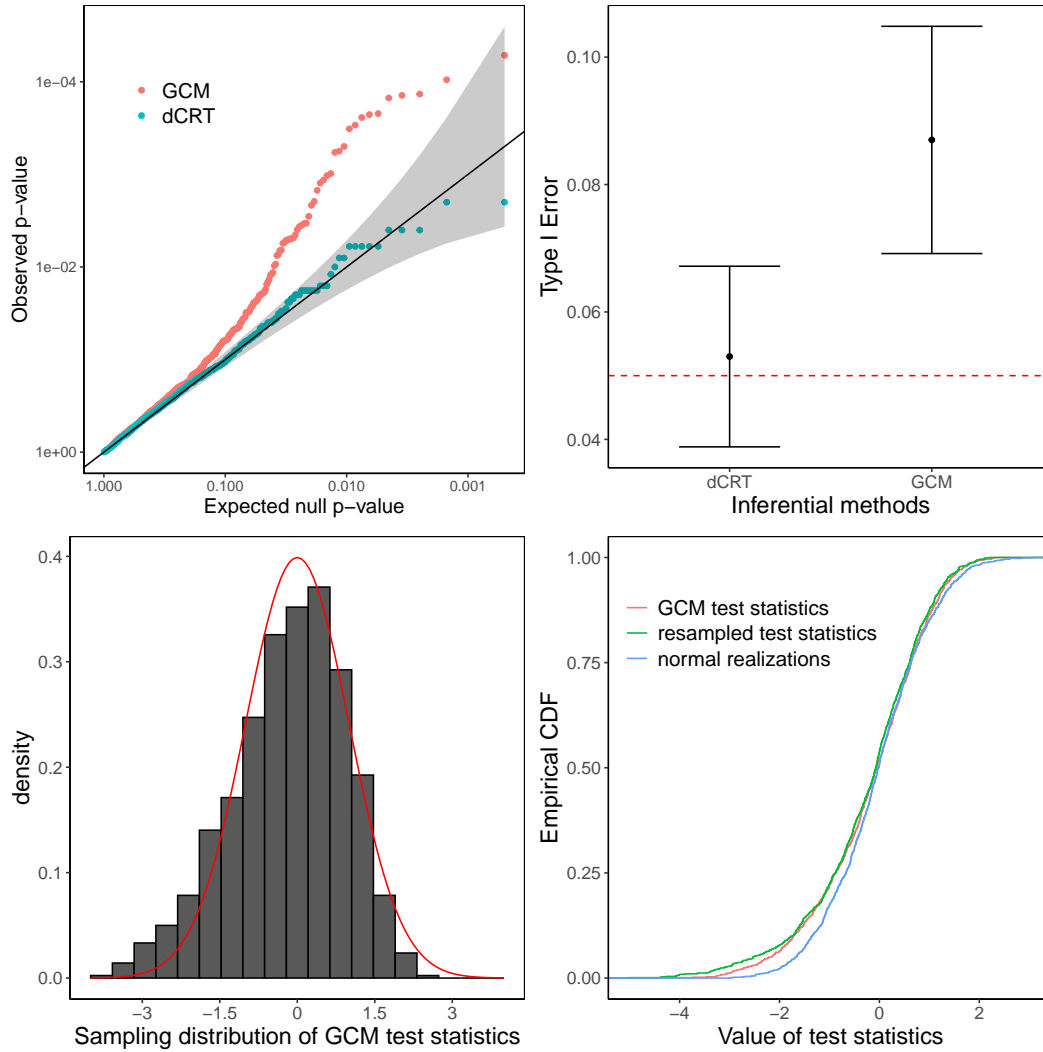 Observed p−value
1e−04
1e−02
1e+00
GCM
dCRT
1.000
0.100
0.010
0.001
Expected null p−value
Type I Error
0.10
0.08
0.06
0.04
dCRT
GCM
Inferential methods
density
0.4
0.3
0.2
0.1
0.0
−3
−1.5
0
1.5
3
Sampling distribution of GCM test statistics
Empirical CDF
1.00
0.75
0.50
0.25
0.00
GCM test statistics
resampled test statistics
normal realizations
−4
−2
0
2
Value of test statistics